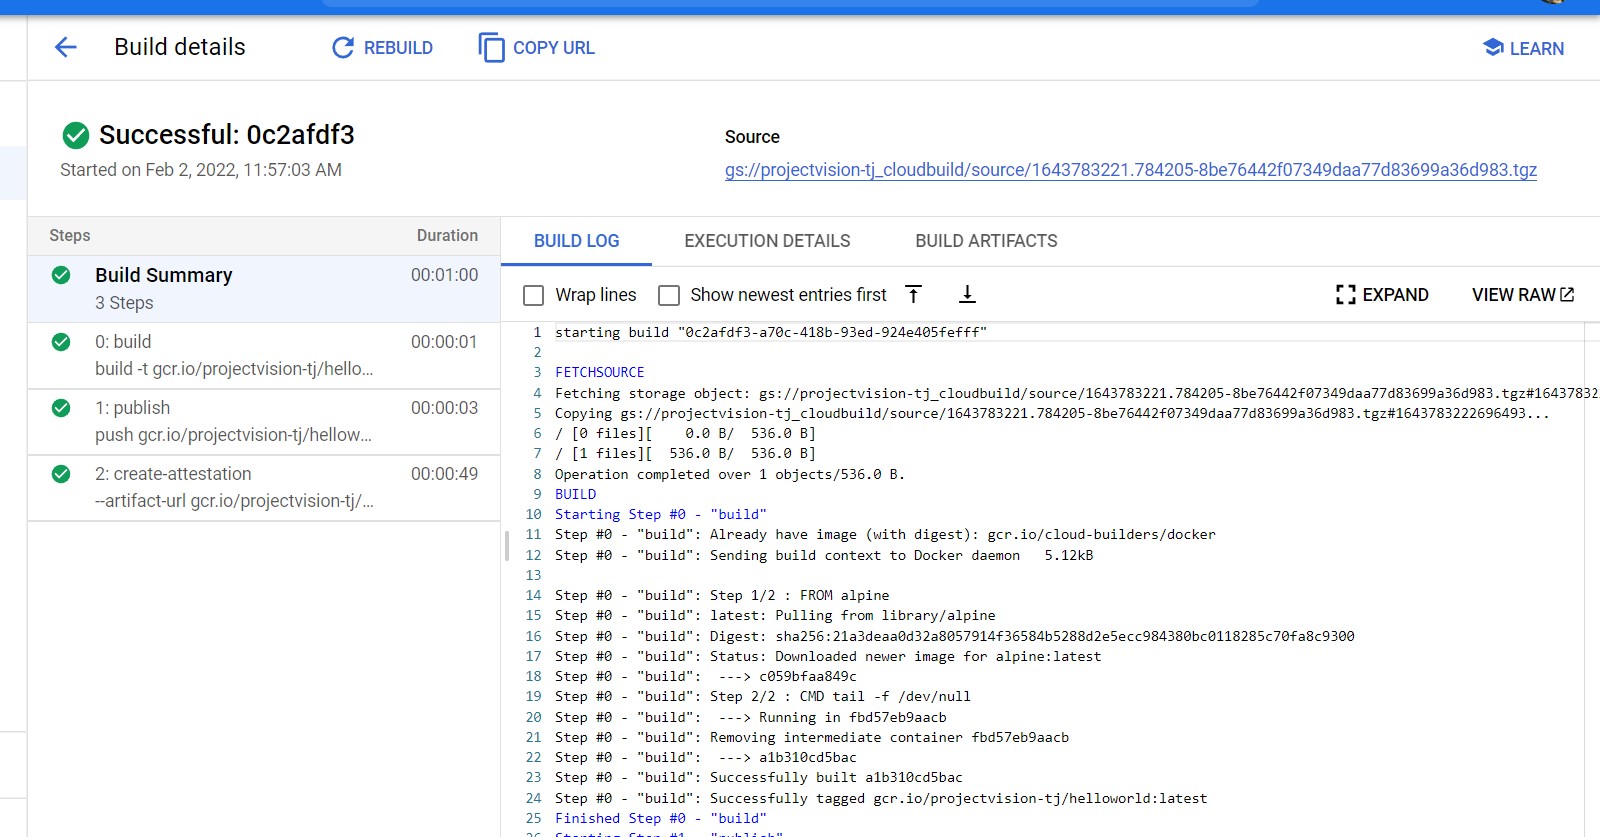 Build details
REBUILD
COPY URL
LEARN
Successful: 0c2afdf3
Started on Feb 2, 2022, 11:57:03 AM
Source
gs://projectvision-tj_cloudbuild/source/1643783221.784205-8be76442f07349daa77d83699a36d983.tgz
Steps Duration
Build Summary 00:01:00
3 Steps
0: build 00:00:01
build -t gcr.io/projectvision-tj/hello...
1: publish 00:00:03
push gcr.io/projectvision-tj/hellow...
2: create-attestation 00:00:49
--artifact-url gcr.io/projectvision-tj/...
BUILD LOG EXECUTION DETAILS BUILD ARTIFACTS
Wrap lines Show newest entries first EXPAND VIEW RAW
1 starting build "0c2afdf3-a70c-418b-93ed-924e405fefff"
2
3 FETCHSOURCE
4 Fetching storage object: gs://projectvision-tj_cloudbuild/source/1643783221.784205-8be76442f07349daa77d83699a36d983.tgz#16437832
5 Copying gs://projectvision-tj_cloudbuild/source/1643783221.784205-8be76442f07349daa77d83699a36d983.tgz#1643783222696493...
6 / [0 files][    0.0 B/  536.0 B]
7 / [1 files][  536.0 B/  536.0 B]
8 Operation completed over 1 objects/536.0 B.
9 BUILD
10 Starting Step #0 - "build"
11 Step #0 - "build": Already have image (with digest): gcr.io/cloud-builders/docker
12 Step #0 - "build": Sending build context to Docker daemon   5.12kB
13
14 Step #0 - "build": Step 1/2 : FROM alpine
15 Step #0 - "build": latest: Pulling from library/alpine
16 Step #0 - "build": Digest: sha256:21a3deaa0d32a8057914f36584b5288d2e5ecc984380bc0118285c70fa8c9300
17 Step #0 - "build": Status: Downloaded newer image for alpine:latest
18 Step #0 - "build":  ---> c059bfaa849c
19 Step #0 - "build": Step 2/2 : CMD tail -f /dev/null
20 Step #0 - "build":  ---> Running in fbd57eb9aacb
21 Step #0 - "build": Removing intermediate container fbd57eb9aacb
22 Step #0 - "build":  ---> a1b310cd5bac
23 Step #0 - "build": Successfully built a1b310cd5bac
24 Step #0 - "build": Successfully tagged gcr.io/projectvision-tj/helloworld:latest
25 Finished Step #0 - "build"
26 Starting Step #1 - "publish"